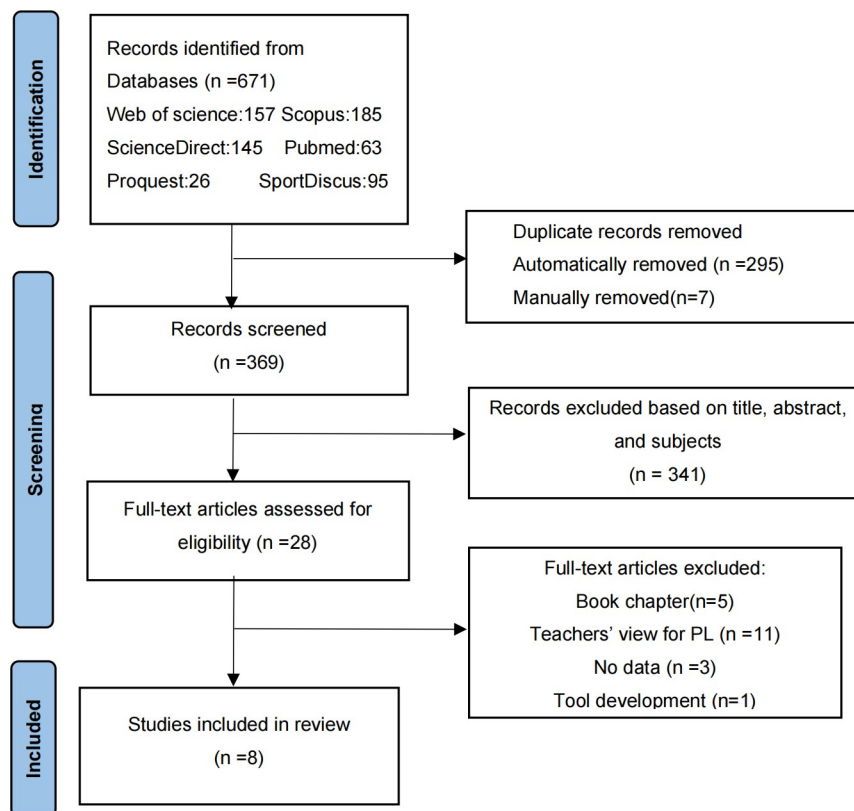 Identification
Records identified from
Databases (n =671)
Web of science:157 Scopus:185
ScienceDirect:145 Pubmed:63
Proquest:26 SportDiscus:95
Duplicate records removed
Automatically removed (n =295)
Manually removed(n=7)
Screening
Records screened
(n =369)
Records excluded based on title, abstract,
and subjects
(n = 341)
Full-text articles assessed for
eligibility (n =28)
Full-text articles excluded:
Book chapter(n=5)
Teachers’ view for PL (n =11)
No data (n =3)
Tool development (n=1)
Included
Studies included in review
(n =8)